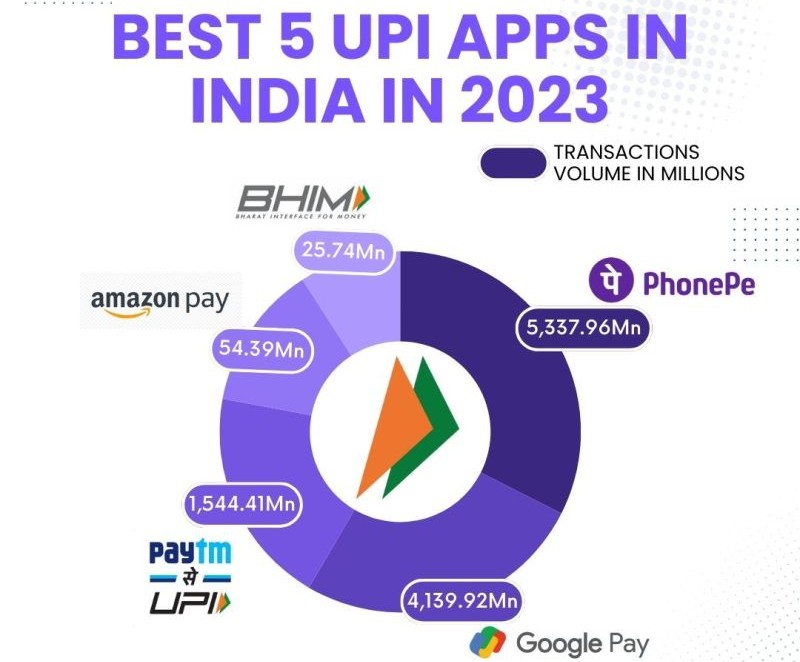 BEST 5 UPI APPS IN
INDIA IN 2023
TRANSACTIONS
VOLUME IN MILLIONS
BHIM
BHARAT INTERFACE FOR MONEY
25.74Mn
पे PhonePe
5,337.96Mn
amazon pay
54.39Mn
1,544.41Mn
paytm
से
UPI
4,139.92Mn
Google Pay